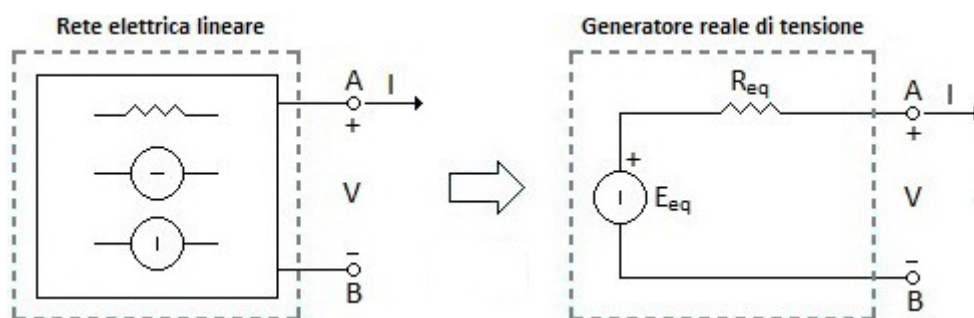 Rete elettrica lineare
A I
+
V
−
B
Generatore reale di tensione
R_eq
A I
+
+
E_eq
V
−
B